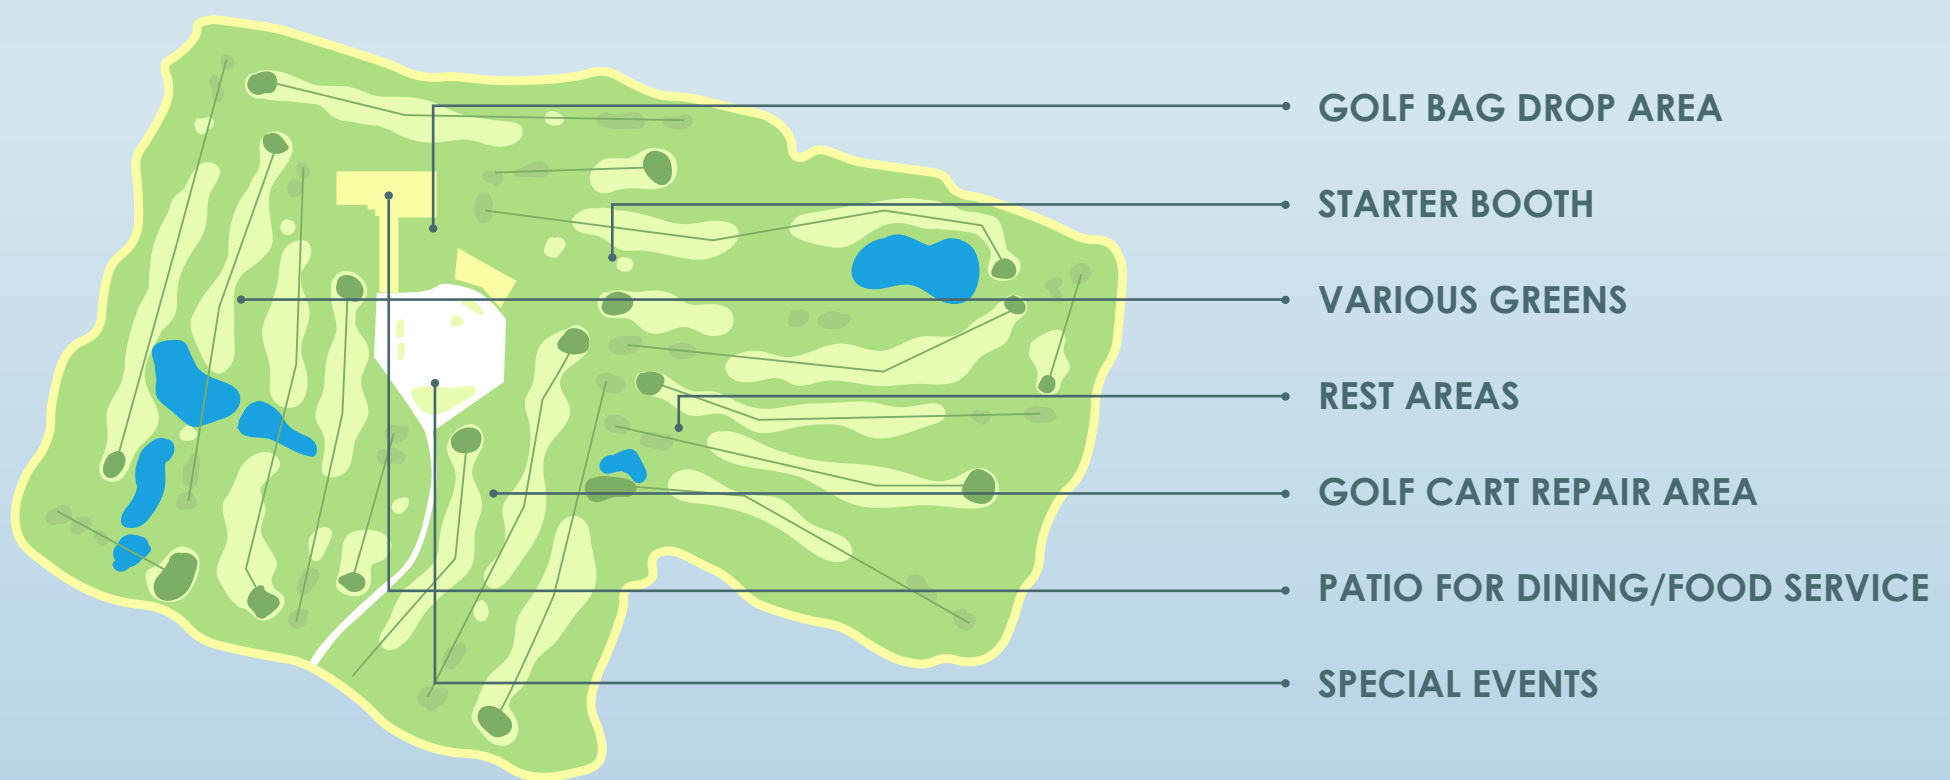 GOLF BAG DROP AREA
STARTER BOOTH
VARIOUS GREENS
REST AREAS
GOLF CART REPAIR AREA
PATIO FOR DINING/FOOD SERVICE
SPECIAL EVENTS